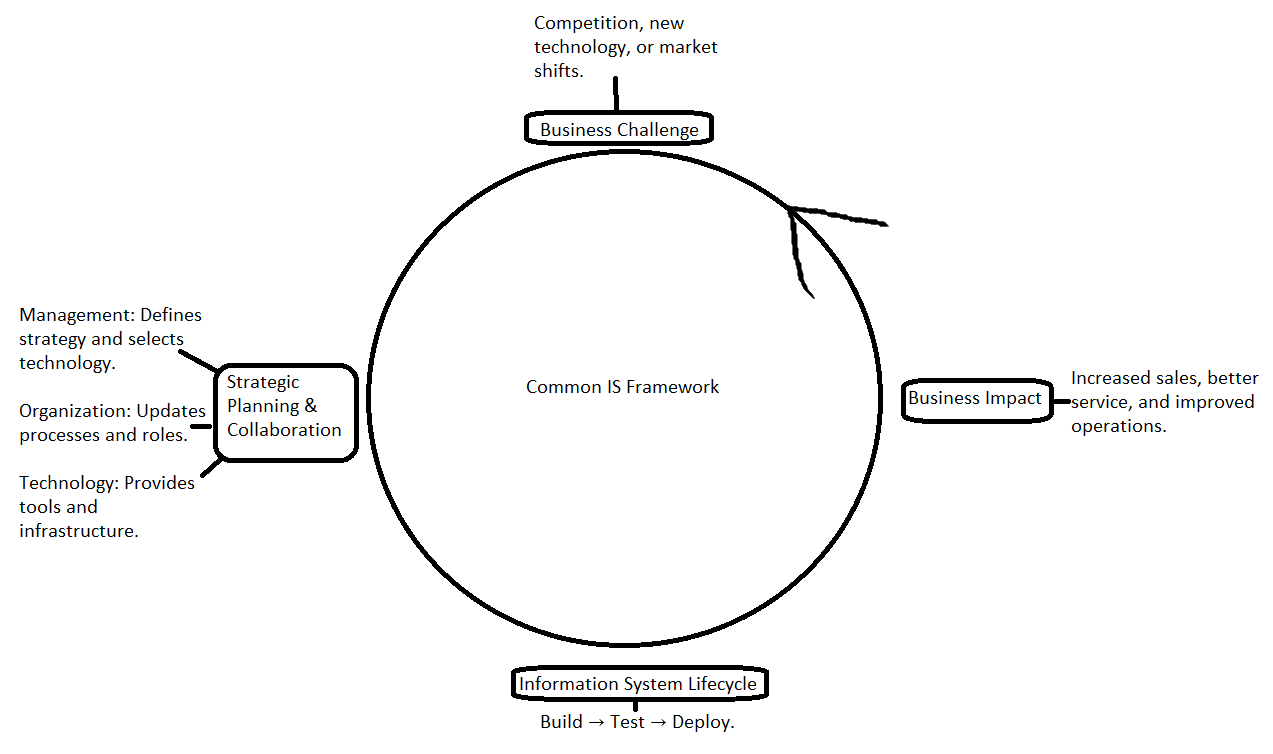 Competition, new
technology, or market
shifts.
Business Challenge
Management: Defines
strategy and selects
technology.
Organization: Updates
processes and roles.
Technology: Provides
tools and
infrastructure.
Strategic
Planning &
Collaboration
Common IS Framework
Business Impact
Increased sales, better
service, and improved
operations.
Information System Lifecycle
Build → Test → Deploy.